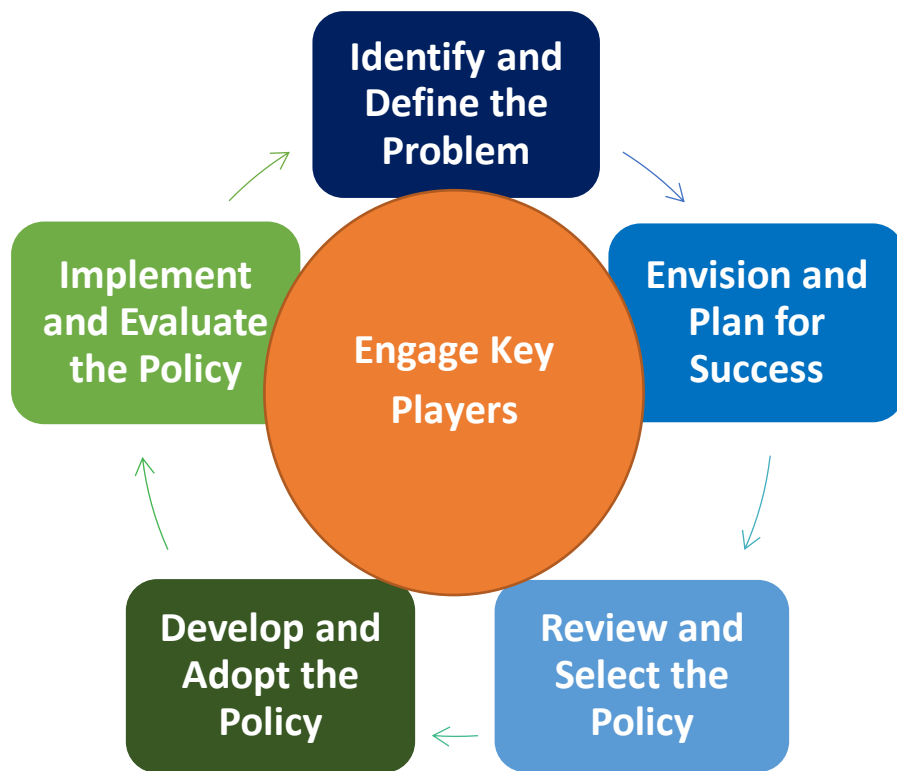 Identify and
Define the
Problem
Envision and
Plan for
Success
Review and
Select the
Policy
Develop and
Adopt the
Policy
Implement
and Evaluate
the Policy
Engage Key
Players